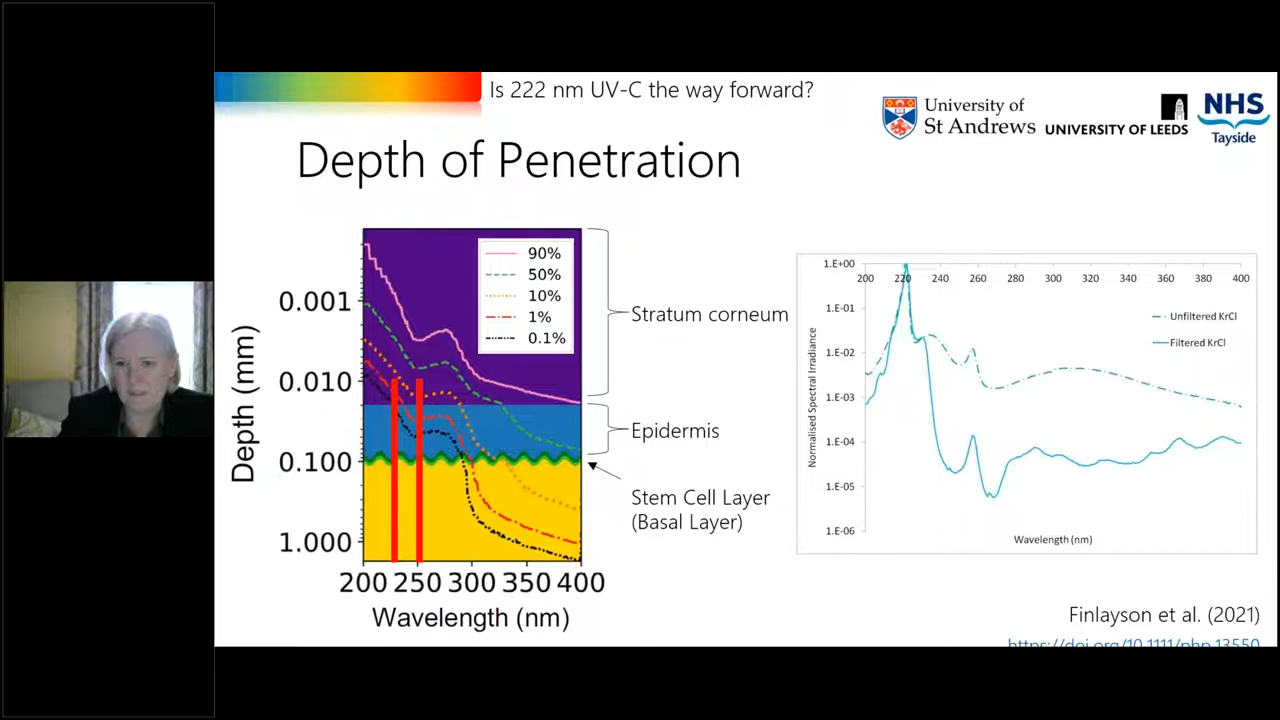 Is 222 nm UV-C the way forward?
University of
St Andrews
UNIVERSITY OF LEEDS
NHS
Tayside
Depth of Penetration
90%
50%
10%
1%
0.1%
0.001
0.010
0.100
1.000
Depth (mm)
200 250 300 350 400
Wavelength (nm)
Stratum corneum
Epidermis
Stem Cell Layer
(Basal Layer)
1.E+00
1.E-01
1.E-02
1.E-03
1.E-04
1.E-05
1.E-06
200 220 240 260 280 300 320 340 360 380 400
Normalised Spectral Irradiance
Unfiltered KrCl
Filtered KrCl
Wavelength (nm)
Finlayson et al. (2021)
https://doi.org/10.1111/php.13550